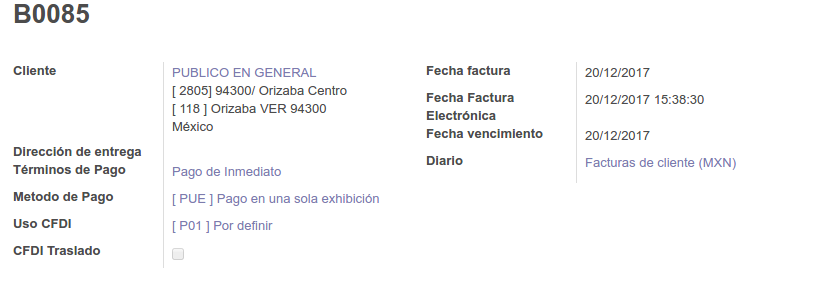 B0085
Cliente
PUBLICO EN GENERAL
[ 2805] 94300/ Orizaba Centro
[ 118 ] Orizaba VER 94300
México
Dirección de entrega
Términos de Pago
Pago de Inmediato
Metodo de Pago
[ PUE ] Pago en una sola exhibición
Uso CFDI
[ P01 ] Por definir
CFDI Traslado
Fecha factura
20/12/2017
Fecha Factura
Electrónica
20/12/2017 15:38:30
Fecha vencimiento
20/12/2017
Diario
Facturas de cliente (MXN)